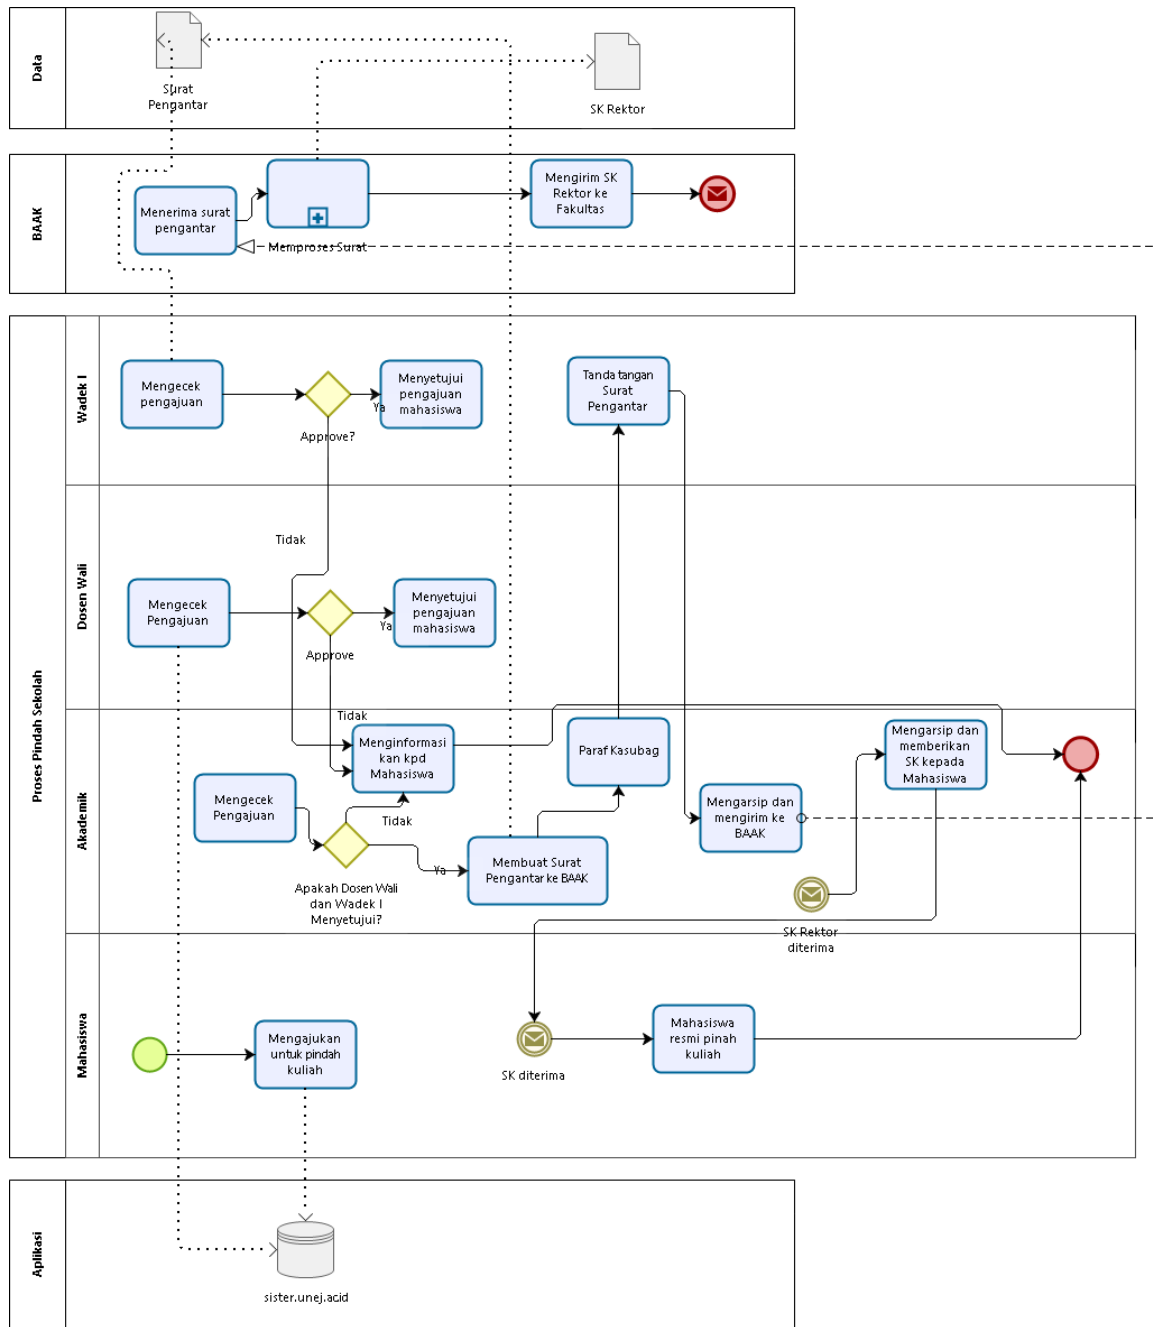 Data
Surat
Pengantar
SK Rektor
BAAK
Menerima surat
pengantar
Memproses Surat
Mengirim SK
Rektor ke
Fakultas
Proses Pindah Sekolah
Wadek I
Mengecek
pengajuan
Approve?
Ya
Menyetujui
pengajuan
mahasiswa
Tanda tangan
Surat
Pengantar
Tidak
Dosen Wali
Mengecek
Pengajuan
Approve
Ya
Menyetujui
pengajuan
mahasiswa
Tidak
Akademik
Menginformasi
kan kpd
Mahasiswa
Paraf Kasubag
Mengarsip dan
memberikan
SK kepada
Mahasiswa
Mengecek
Pengajuan
Tidak
Apakah Dosen Wali
dan Wadek I
Menyetujui?
Ya
Membuat Surat
Pengantar ke BAAK
Mengarsip dan
mengirim ke
BAAK
SK Rektor
diterima
Mahasiswa
Mengajukan
untuk pindah
kuliah
SK diterima
Mahasiswa
resmi pinah
kuliah
Aplikasi
sister.unej.acid